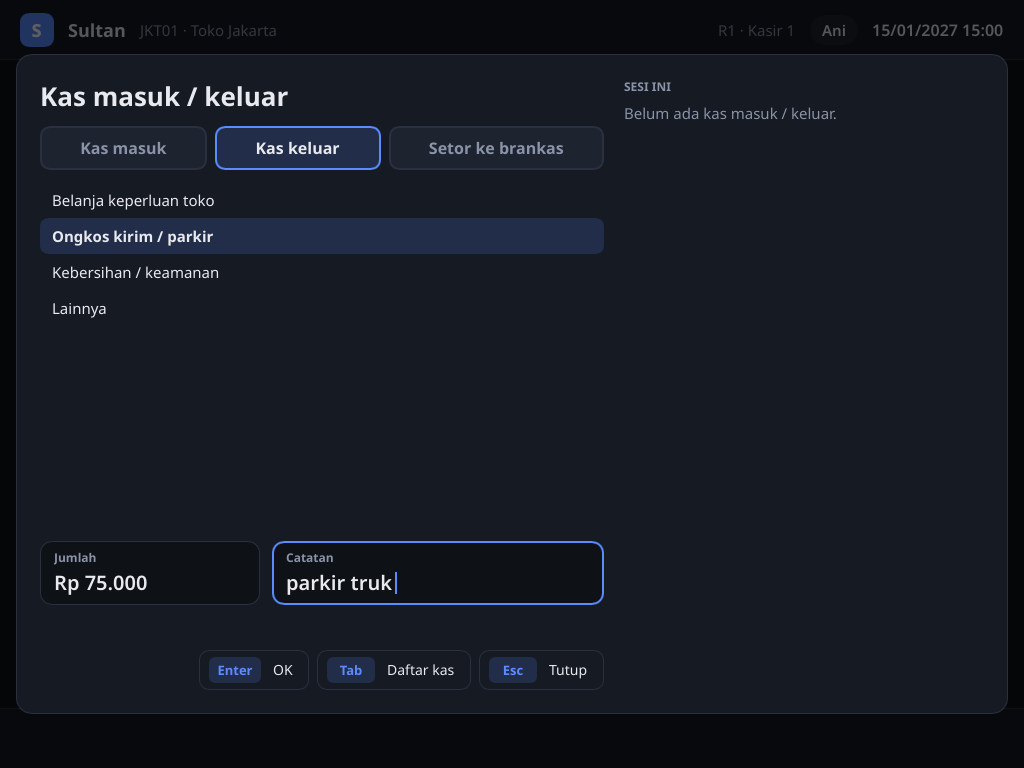 S Sultan JKT01 · Toko Jakarta R1 · Kasir 1 Ani 15/01/2027 15:00
Kas masuk / keluar
Kas masuk Kas keluar Setor ke brankas
Belanja keperluan toko
Ongkos kirim / parkir
Kebersihan / keamanan
Lainnya
Jumlah
Rp 75.000
Catatan
parkir truk
Enter OK Tab Daftar kas Esc Tutup
SESI INI
Belum ada kas masuk / keluar.